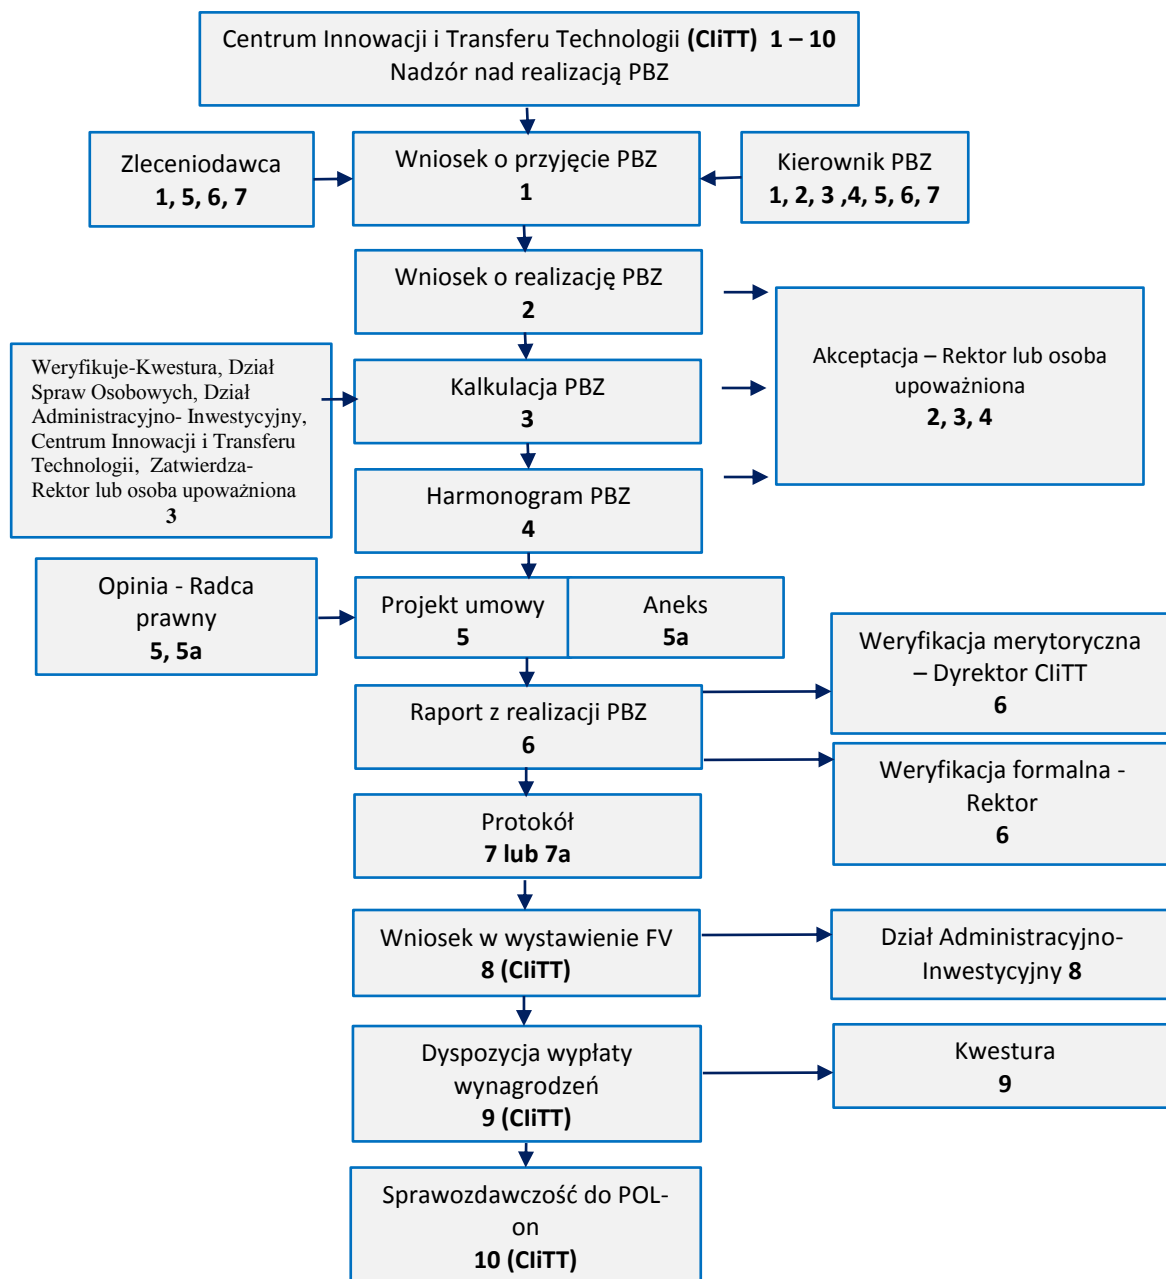 Centrum Innowacji i Transferu Technologii (CIiTT)  1 – 10
Nadzór nad realizacją PBZ
Zleceniodawca
1, 5, 6, 7
Wniosek o przyjęcie PBZ
1
Kierownik PBZ
1, 2, 3 ,4, 5, 6, 7
Wniosek o realizację PBZ
2
Akceptacja – Rektor lub osoba
upoważniona
2, 3, 4
Weryfikuje-Kwestura, Dział
Spraw Osobowych, Dział
Administracyjno- Inwestycyjny,
Centrum Innowacji i Transferu
Technologii,  Zatwierdza-
Rektor lub osoba upoważniona
3
Kalkulacja PBZ
3
Harmonogram PBZ
4
Opinia - Radca
prawny
5, 5a
Projekt umowy
5
Aneks
5a
Weryfikacja merytoryczna
– Dyrektor CIiTT
6
Raport z realizacji PBZ
6
Weryfikacja formalna -
Rektor
6
Protokół
7 lub 7a
Wniosek w wystawienie FV
8 (CIiTT)
Dział Administracyjno-
Inwestycyjny 8
Dyspozycja wypłaty
wynagrodzeń
9 (CIiTT)
Kwestura
9
Sprawozdawczość do POL-
on
10 (CIiTT)